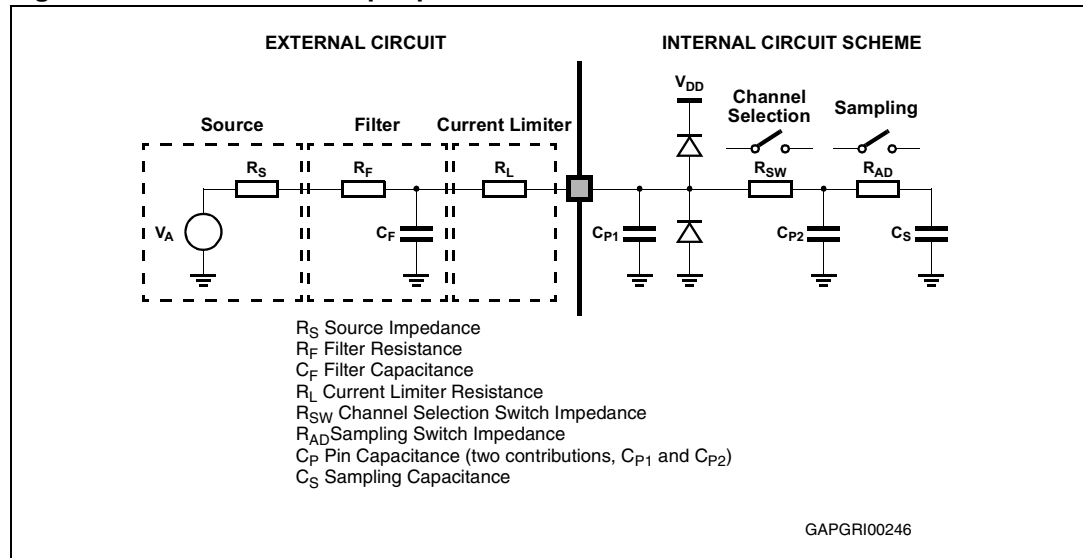 EXTERNAL CIRCUIT
INTERNAL CIRCUIT SCHEME
Source
Filter
Current Limiter
VDD
Channel
Selection
Sampling
RS
RF
RL
RSW
RAD
VA
CF
CP1
CP2
CS
RS Source Impedance
RF Filter Resistance
CF Filter Capacitance
RL Current Limiter Resistance
RSW Channel Selection Switch Impedance
RADSampling Switch Impedance
CP Pin Capacitance (two contributions, CP1 and CP2)
CS Sampling Capacitance
GAPGRI00246